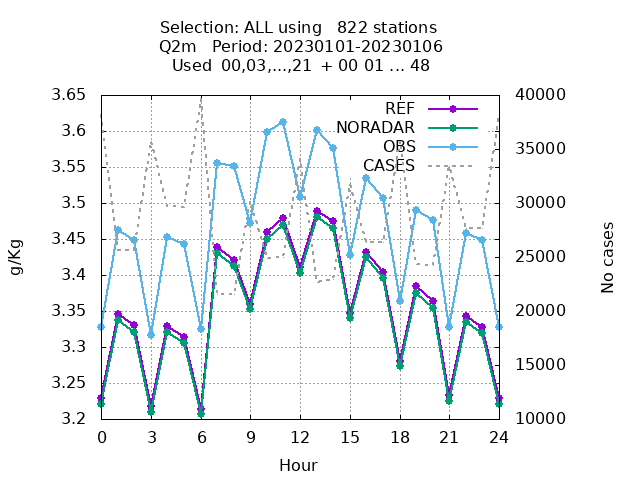 Selection: ALL using   822 stations
Q2m   Period: 20230101-20230106
Used  00,03,...,21  + 00 01 ... 48
3.65
3.6
3.55
3.5
3.45
3.4
3.35
3.3
3.25
3.2
g/Kg
REF
NORADAR
OBS
CASES
40000
35000
30000
25000
20000
15000
10000
No cases
0 3 6 9 12 15 18 21 24
Hour